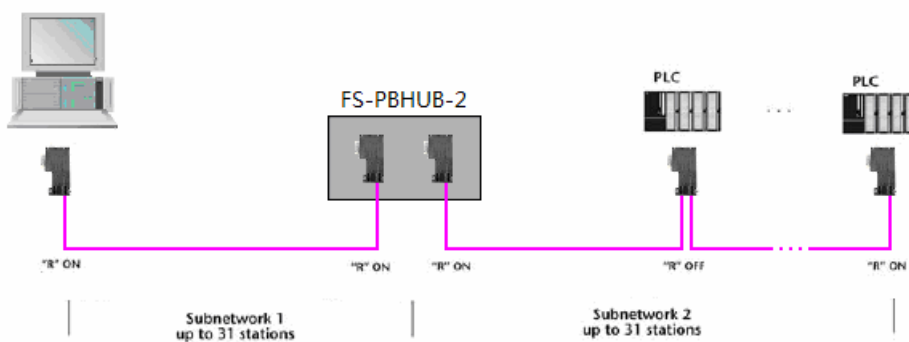 FS-PBHUB-2
PLC
PLC
"R" ON
"R" ON
"R" ON
"R" OFF
"R" ON
Subnetwork 1
up to 31 stations
Subnetwork 2
up to 31 stations